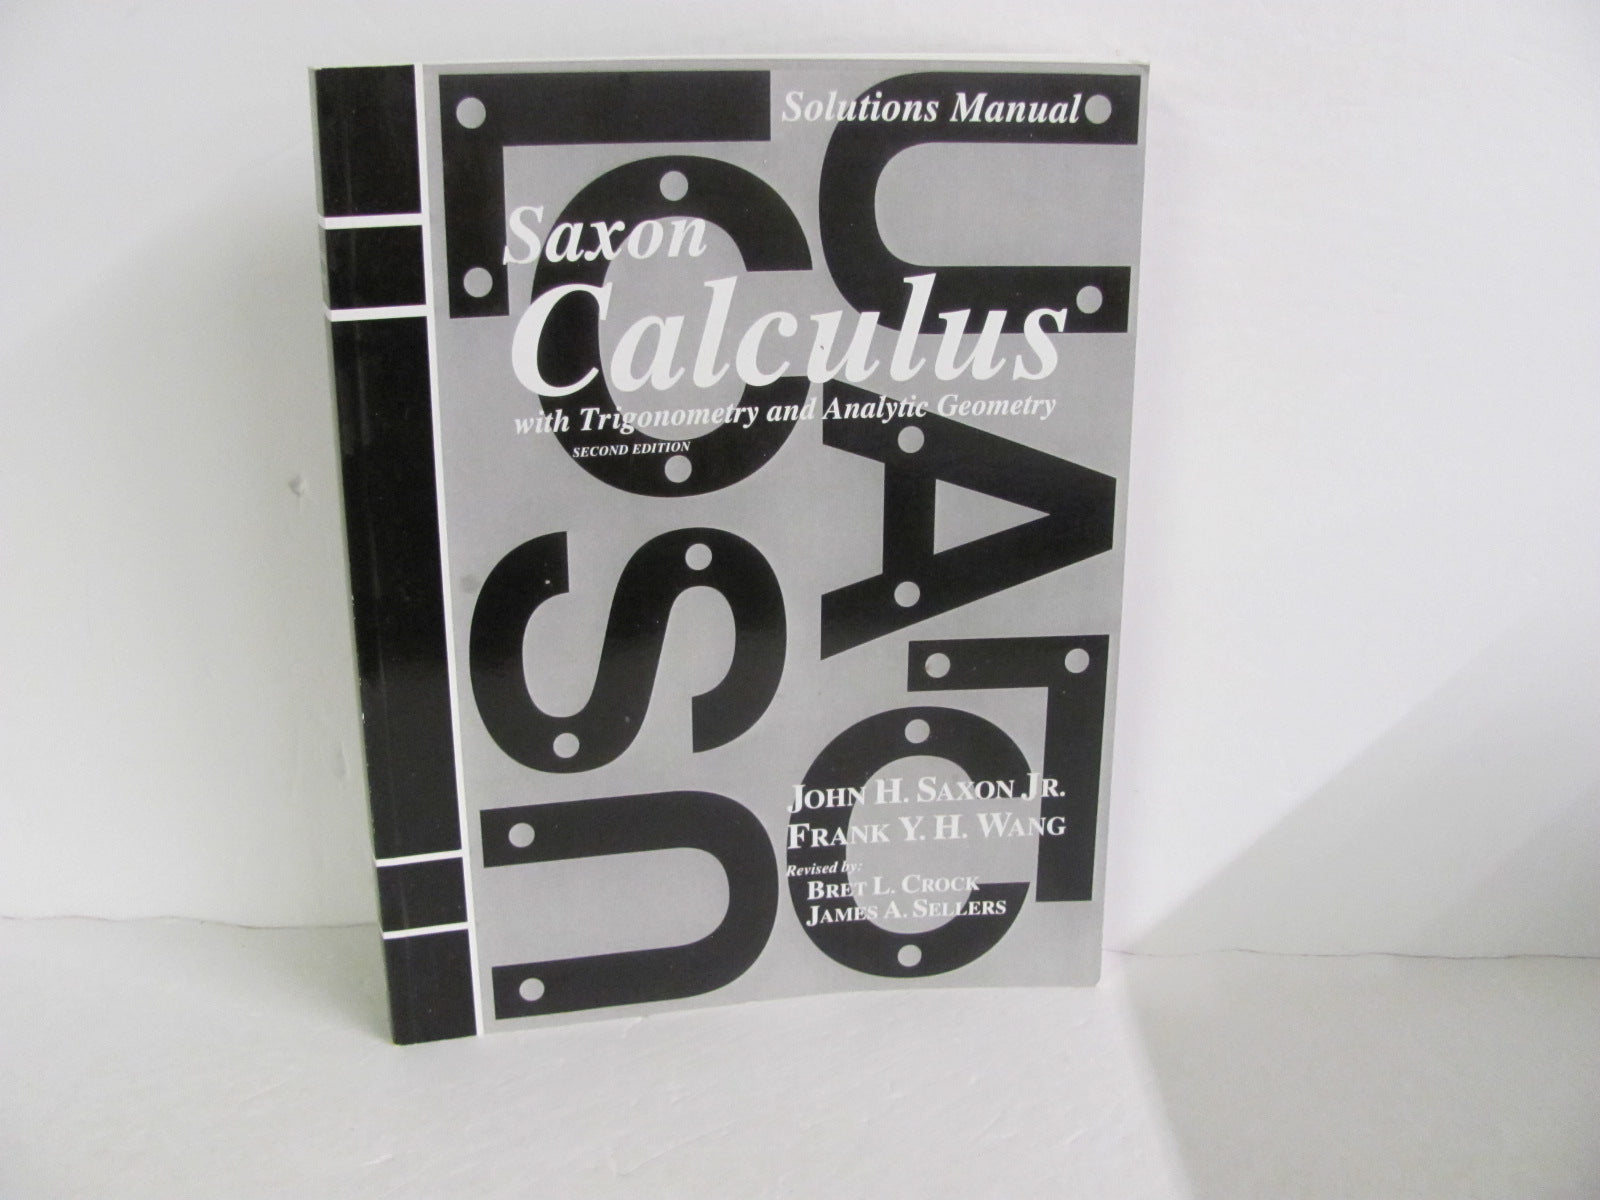 Solutions Manual
Saxon
Calculus
with Trigonometry and Analytic Geometry
SECOND EDITION
JOHN H. SAXON JR.
FRANK Y. H. WANG
Revised by:
BRET L. CROCK
JAMES A. SELLERS
CALCULUS